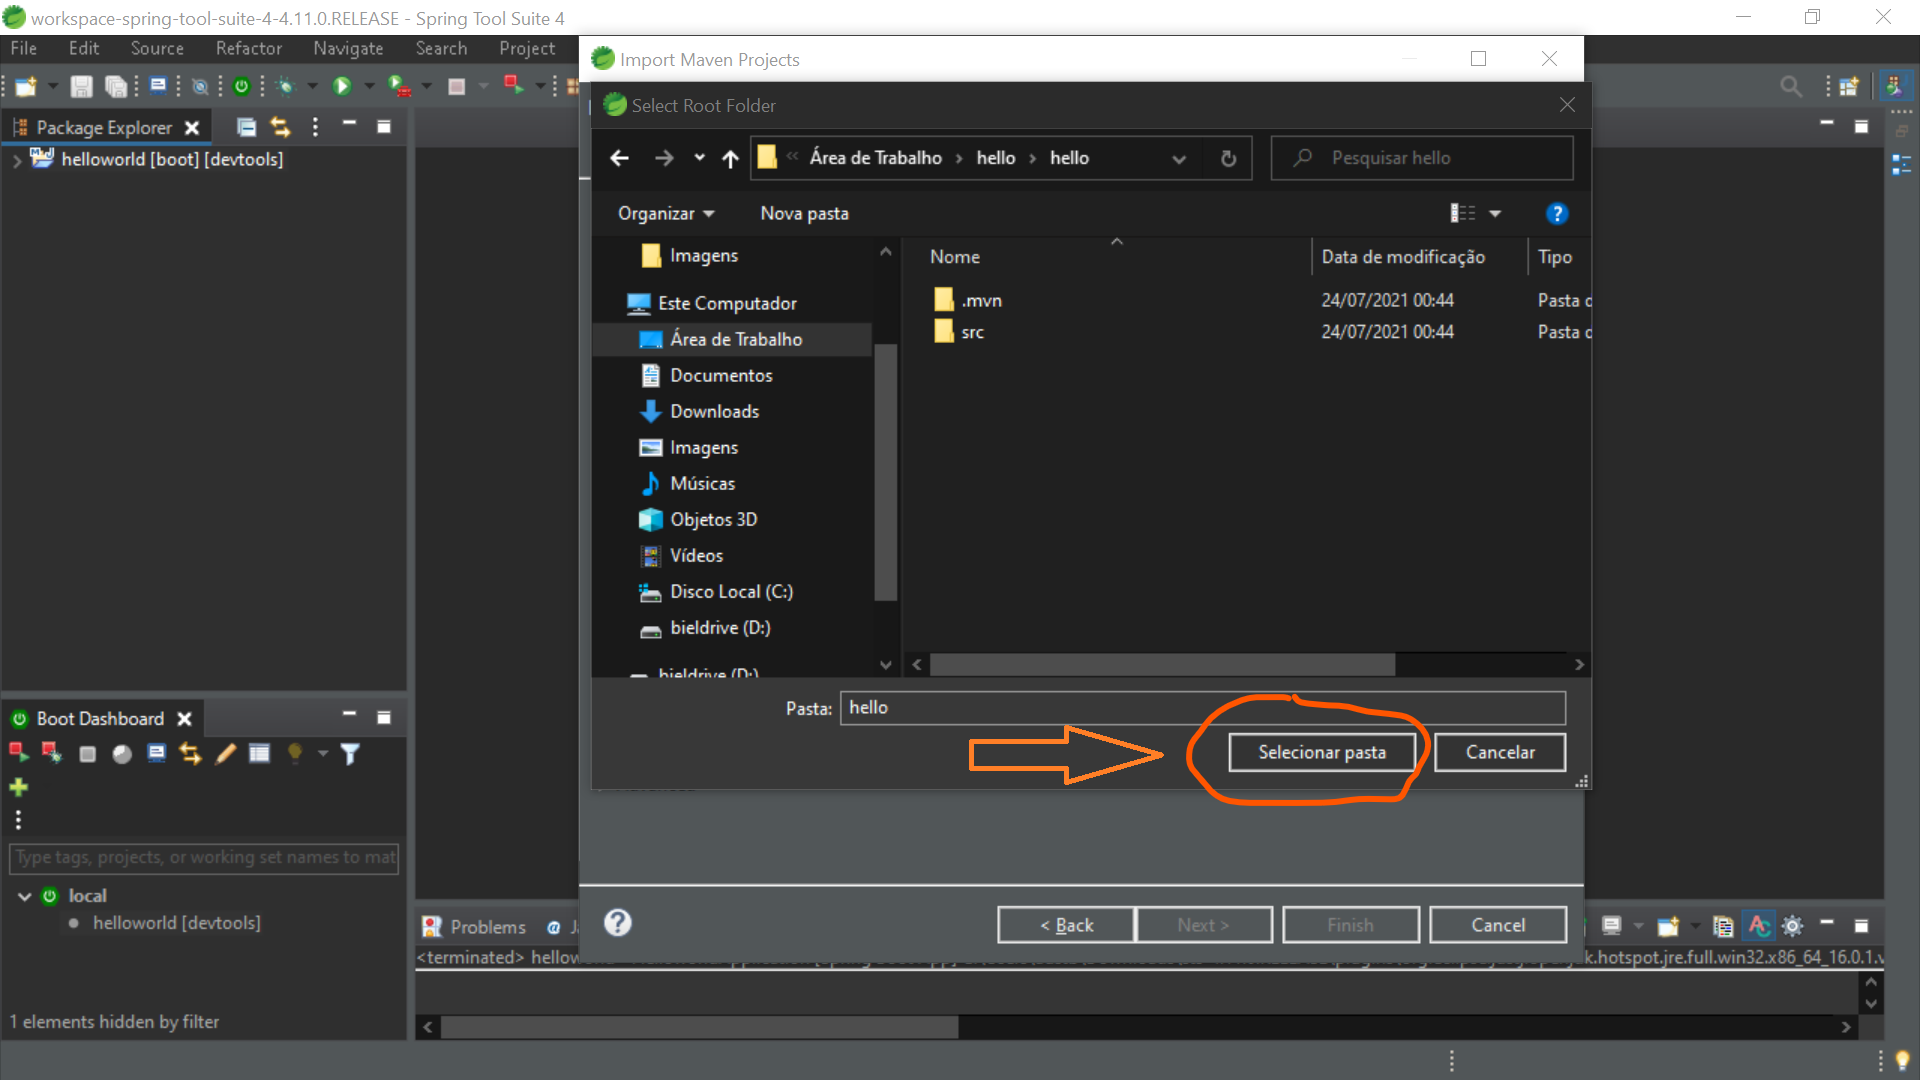 workspace-spring-tool-suite-4-4.11.0.RELEASE - Spring Tool Suite 4
File Edit Source Refactor Navigate Search Project
Import Maven Projects
Select Root Folder
Package Explorer
helloworld [boot] [devtools]
« Área de Trabalho › hello › hello
Pesquisar hello
Organizar
Nova pasta
Nome
Data de modificação
Tipo
.mvn 24/07/2021 00:44 Pasta
src 24/07/2021 00:44 Pasta
Imagens
Este Computador
Área de Trabalho
Documentos
Downloads
Imagens
Músicas
Objetos 3D
Vídeos
Disco Local (C:)
bieldrive (D:)
bieldrive (D:)
Pasta: hello
Selecionar pasta
Cancelar
Boot Dashboard
Type tags, projects, or working set names to mat
local
helloworld [devtools]
1 elements hidden by filter
< Back
Next >
Finish
Cancel
Problems
<terminated>
k.hotspot.jre.full.win32.x86_64_16.0.1.v